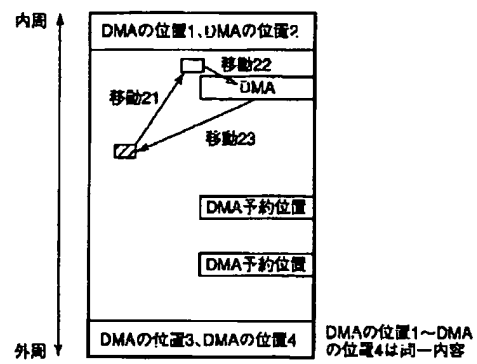 内周
DMAの位置1、DMAの位置2
移動22
DMA
移動21
移動23
DMA予約位置
DMA予約位置
DMAの位置3、DMAの位置4
外周
DMAの位置1〜DMA
の位置4は同一内容